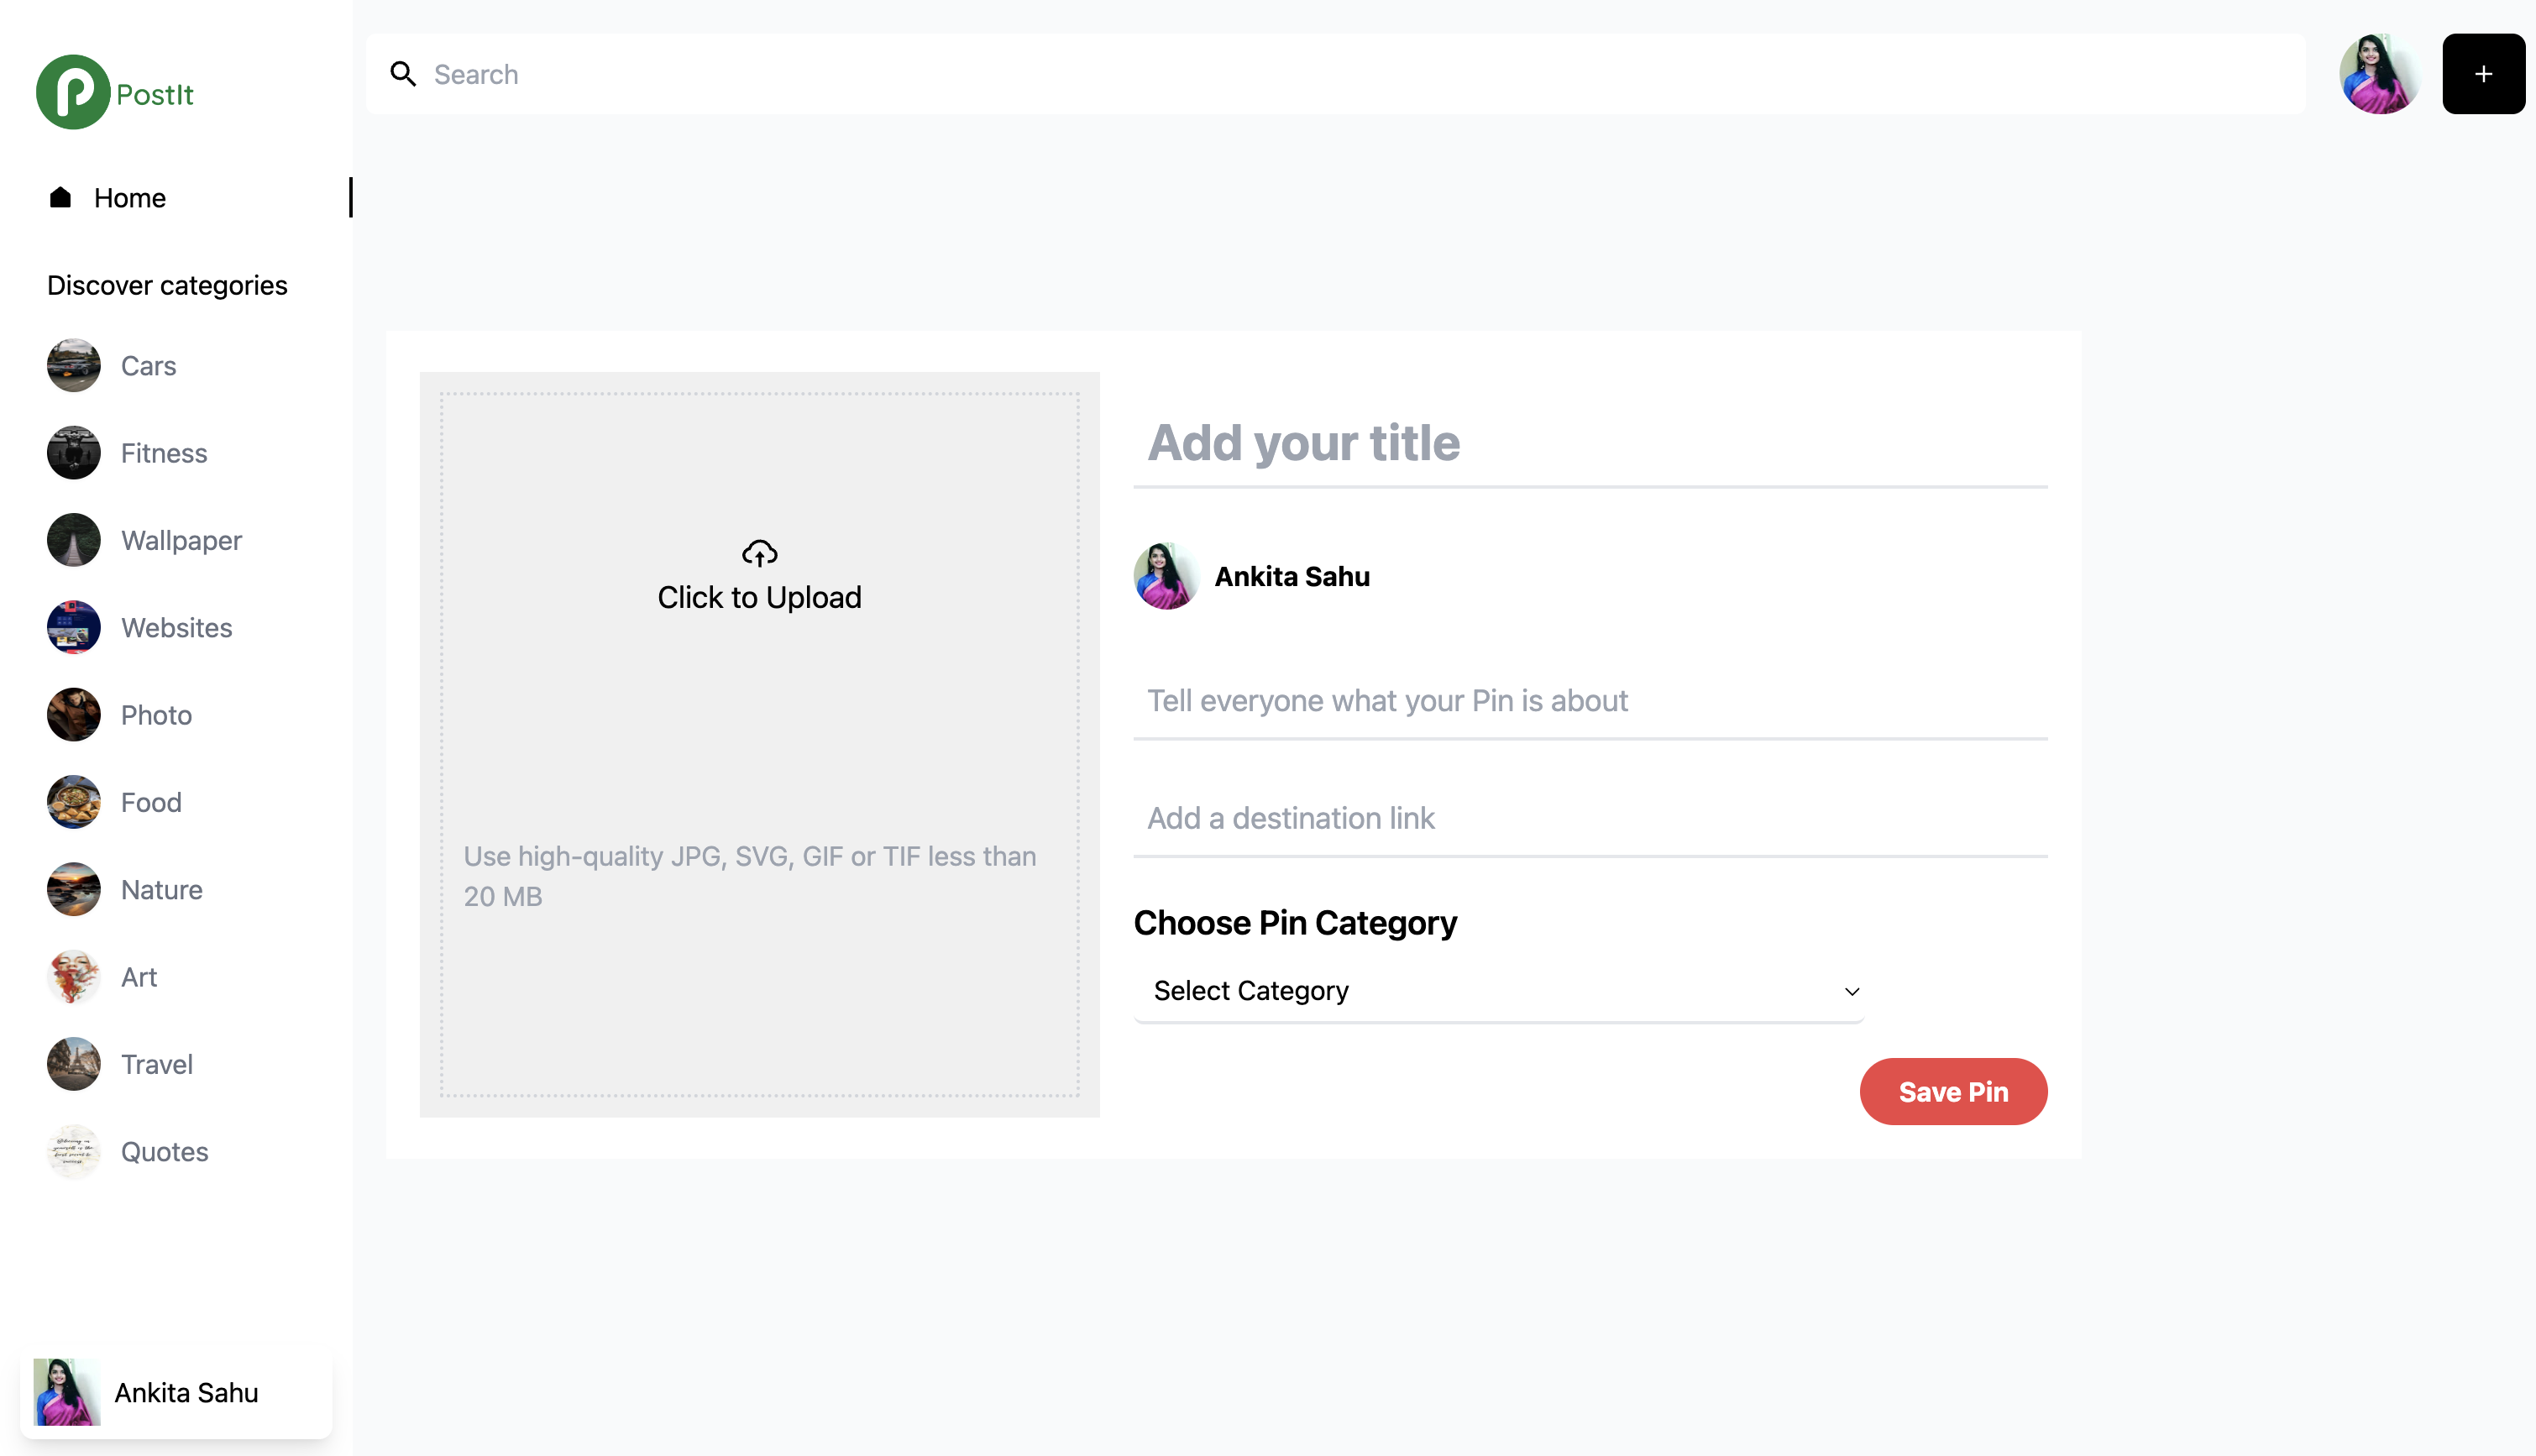 PostIt
Search
+
Home
Discover categories
Cars
Fitness
Wallpaper
Websites
Photo
Food
Nature
Art
Travel
Quotes
Ankita Sahu
Click to Upload
Use high-quality JPG, SVG, GIF or TIF less than
20 MB
Add your title
Ankita Sahu
Tell everyone what your Pin is about
Add a destination link
Choose Pin Category
Select Category
Save Pin